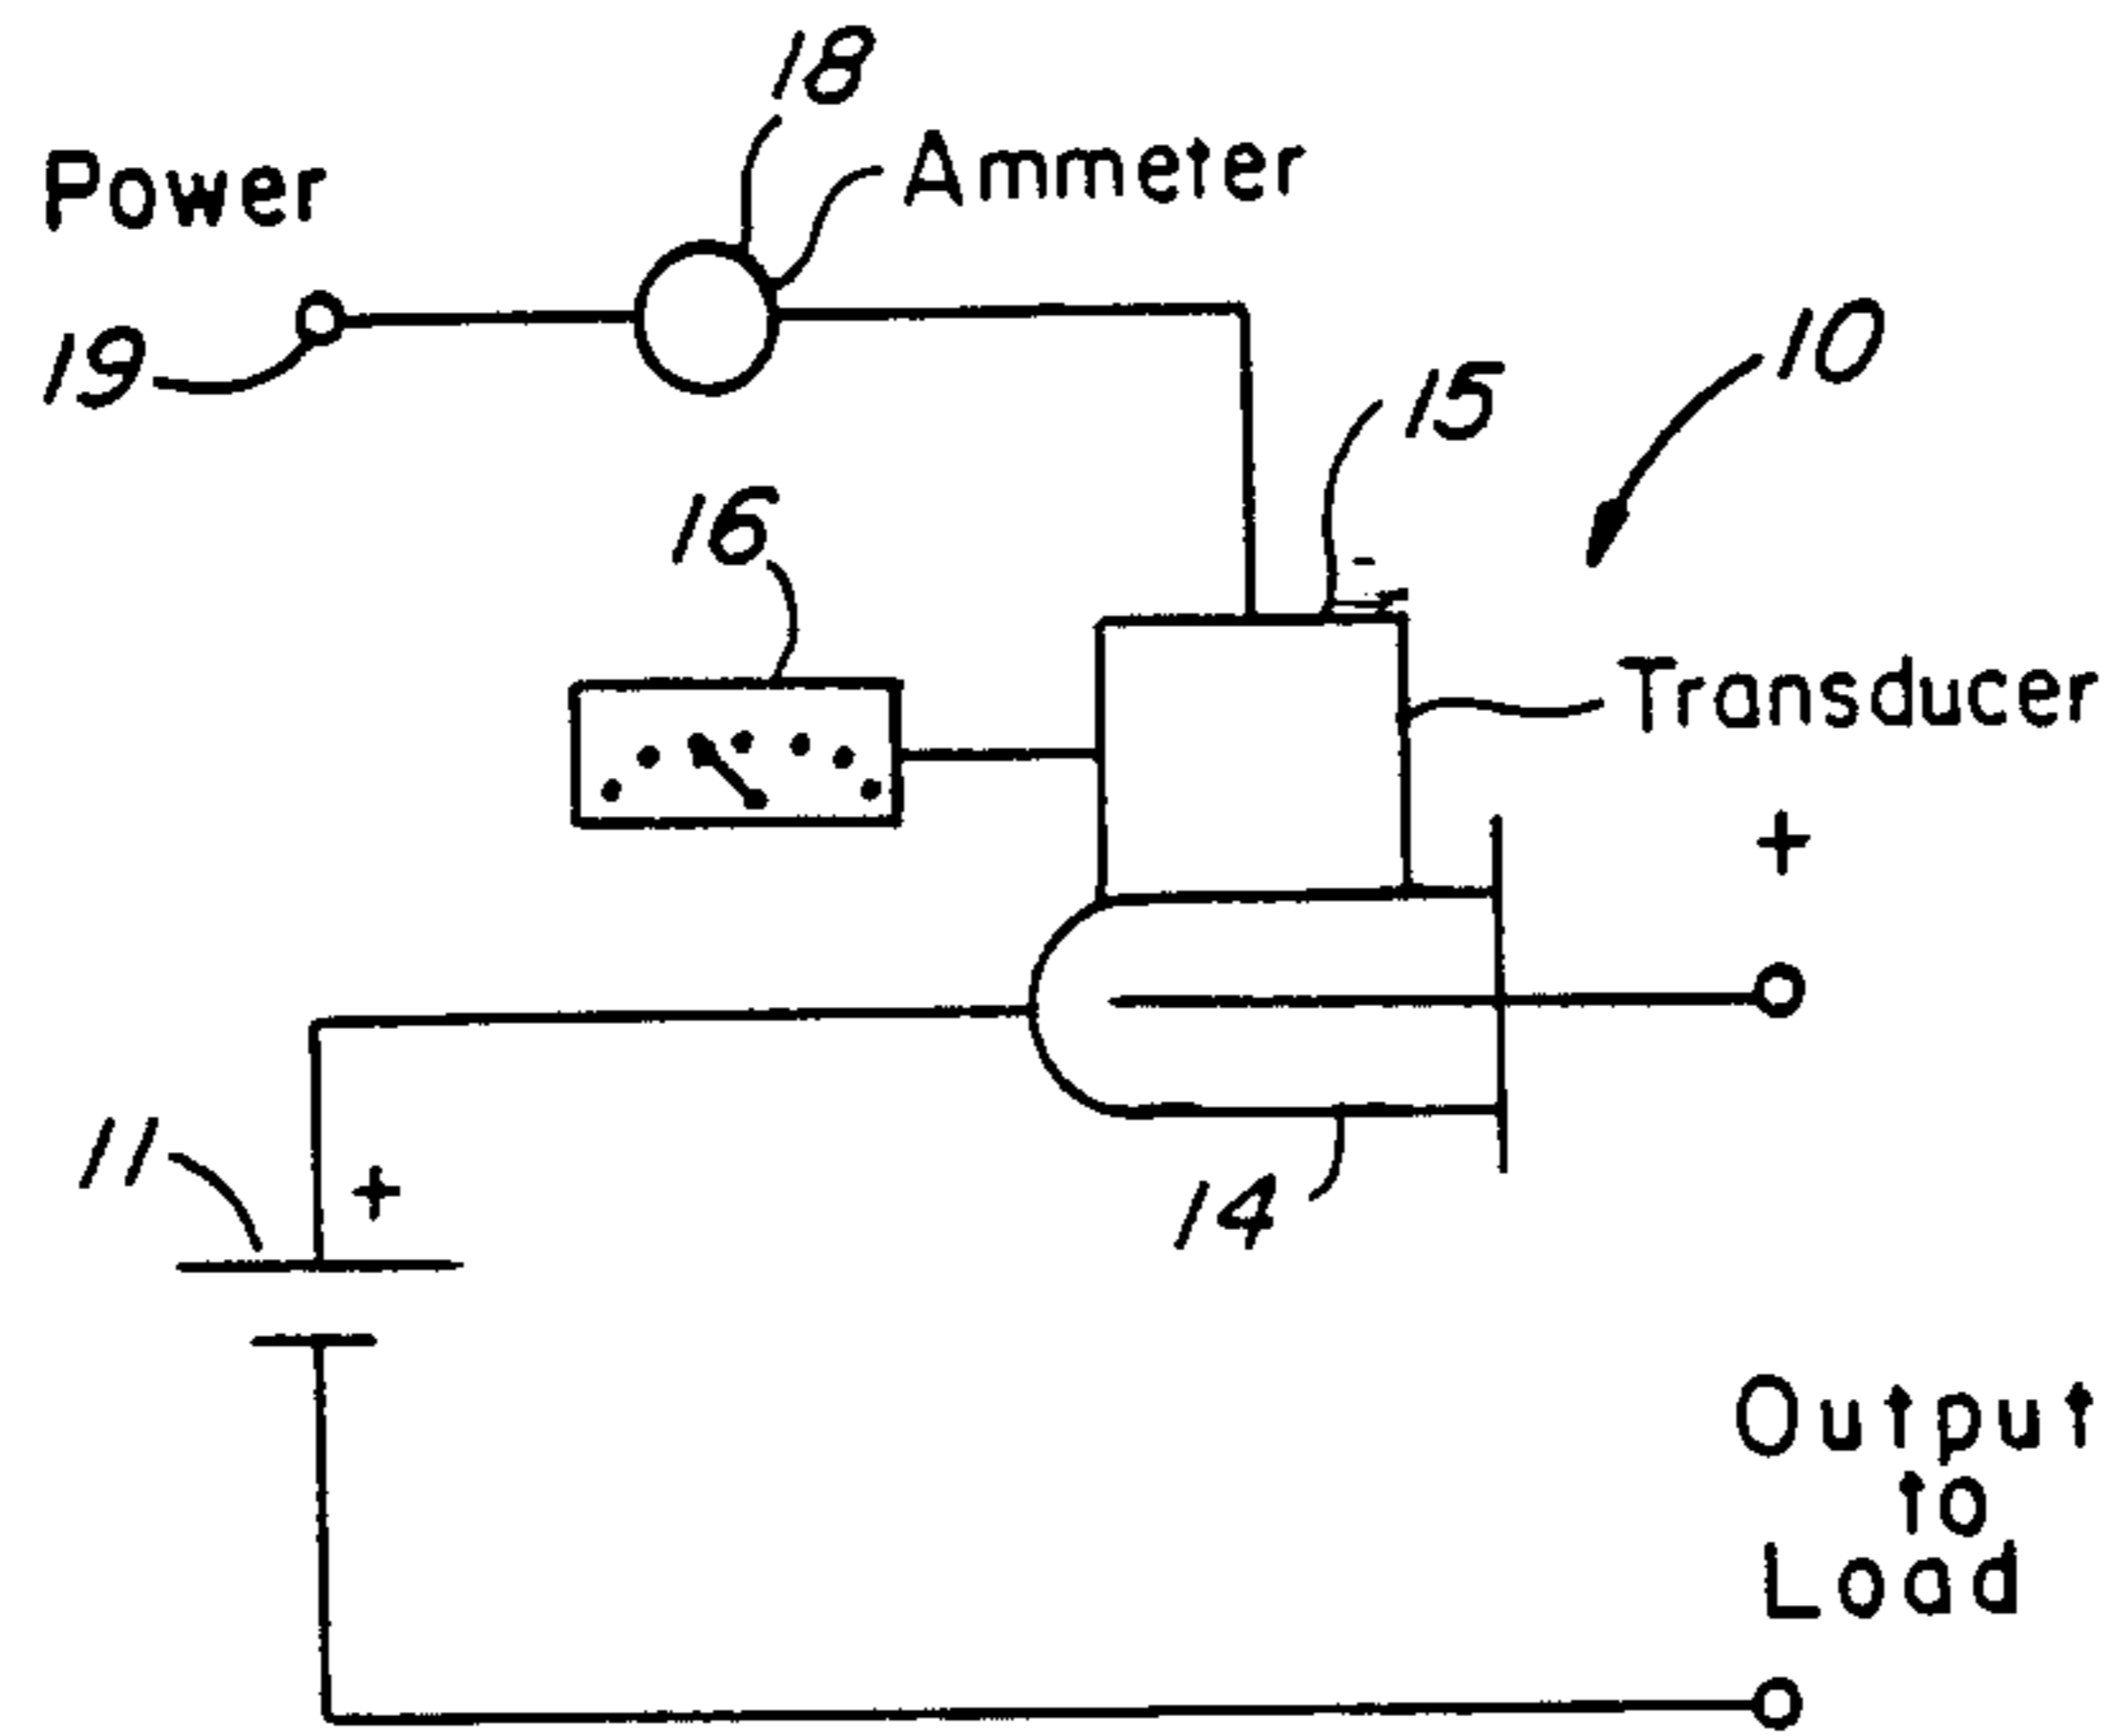 18
Ammeter
Power
19
10
15
16
-
Transducer
+
11
+
14
Output
to
Load